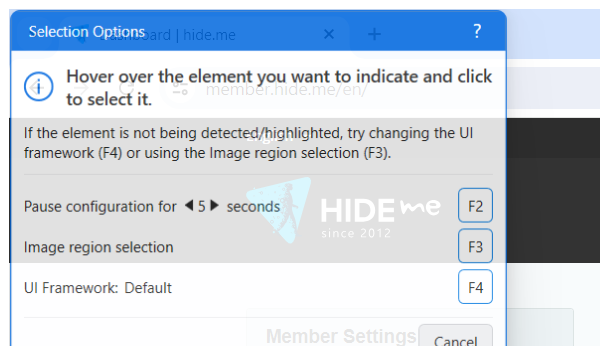 Selection Options
?
Dashboard | hide.me
Hover over the element you want to indicate and click
to select it.
member.hide.me/en/
If the element is not being detected/highlighted, try changing the UI
framework (F4) or using the Image region selection (F3).
Pause configuration for 5 seconds
F2
HIDE me
since 2012
Image region selection
F3
UI Framework: Default
F4
Member Settings
Cancel